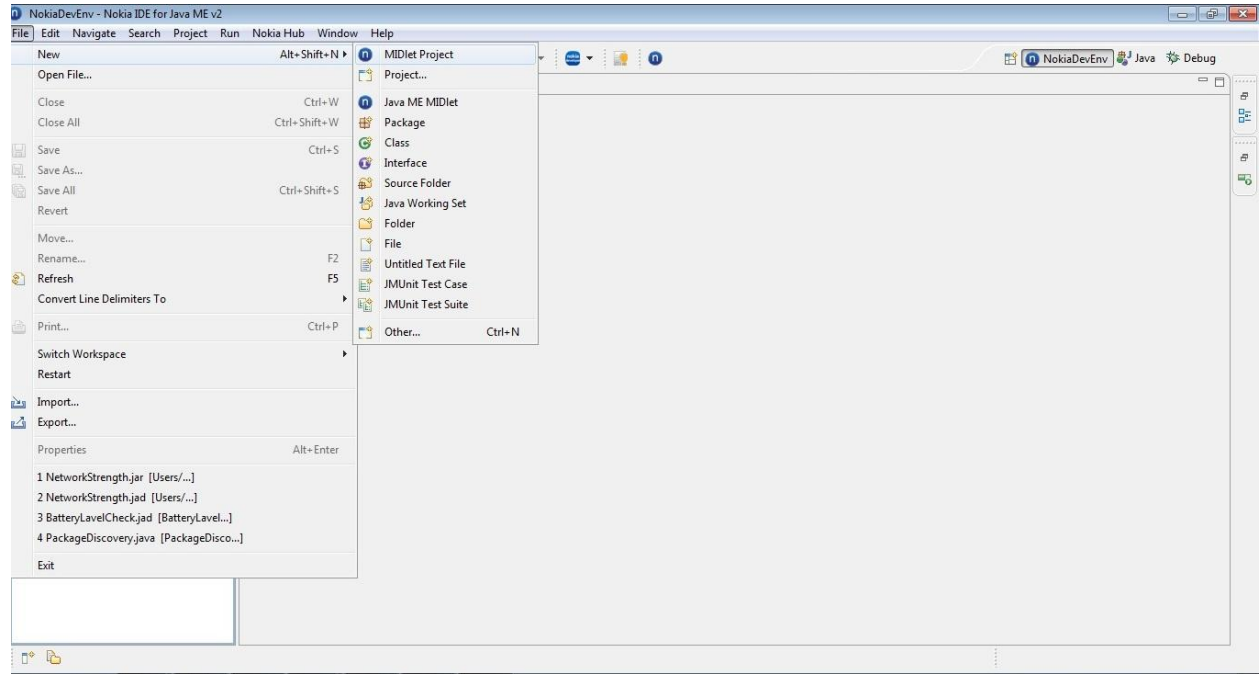 NokiaDevEnv - Nokia IDE for Java ME v2
File Edit Navigate Search Project Run Nokia Hub Window Help
NokiaDevEnv Java Debug
New Alt+Shift+N
Open File...
Close Ctrl+W
Close All Ctrl+Shift+W
Save Ctrl+S
Save As...
Save All Ctrl+Shift+S
Revert
Move...
Rename... F2
Refresh F5
Convert Line Delimiters To
Print... Ctrl+P
Switch Workspace
Restart
Import...
Export...
Properties Alt+Enter
1 NetworkStrength.jar [Users/...]
2 NetworkStrength.jad [Users/...]
3 BatteryLavelCheck.jad [BatteryLavel...]
4 PackageDiscovery.java [PackageDisco...]
Exit
MIDlet Project
Project...
Java ME MIDlet
Package
Class
Interface
Source Folder
Java Working Set
Folder
File
Untitled Text File
JMUnit Test Case
JMUnit Test Suite
Other... Ctrl+N